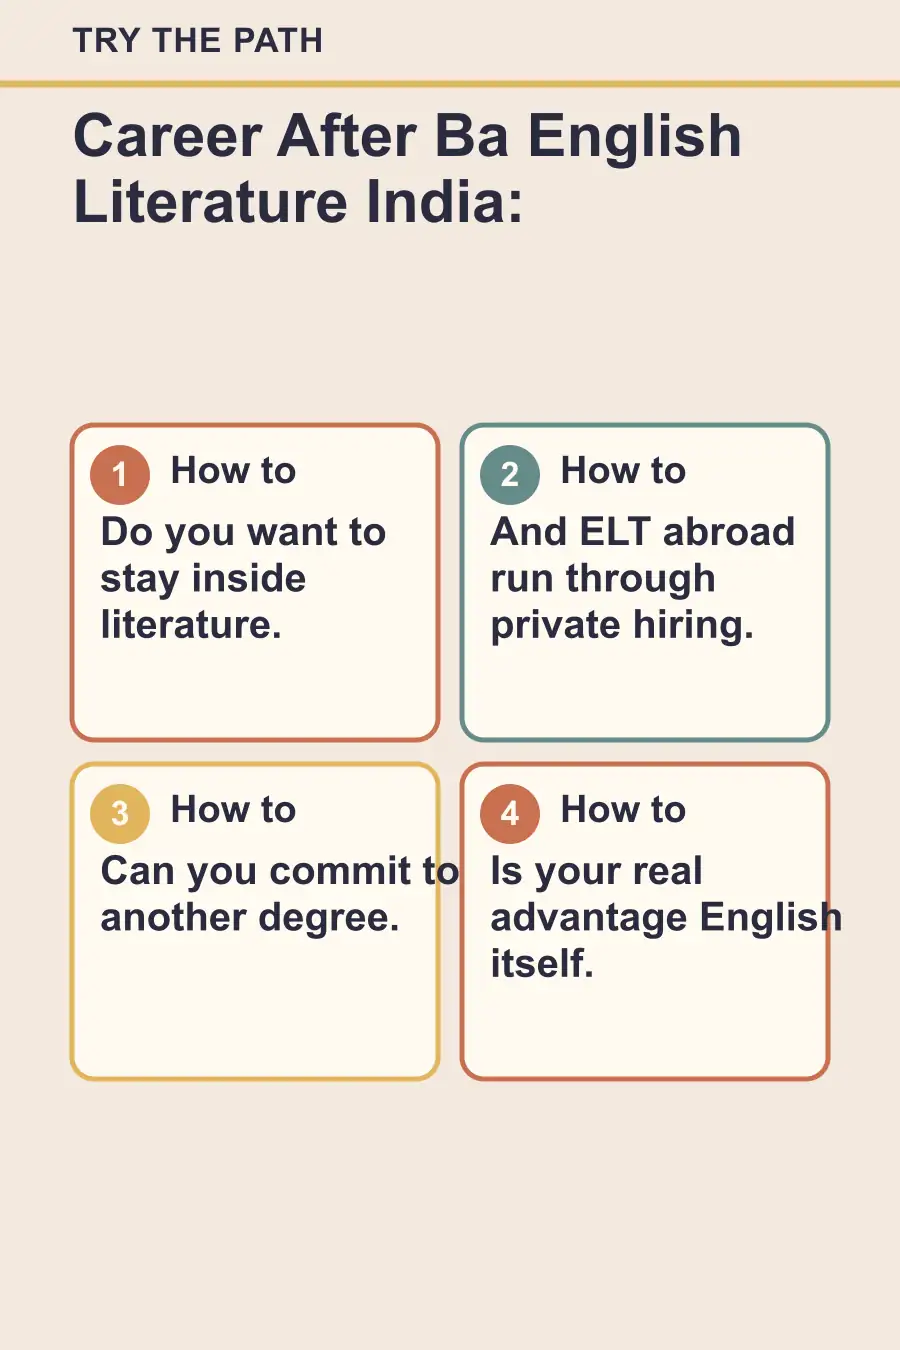 TRY THE PATH
Career After Ba English
Literature India:
1 How to
Do you want to
stay inside
literature.
2 How to
And ELT abroad
run through
private hiring.
3 How to
Can you commit to
another degree.
4 How to
Is your real
advantage English
itself.